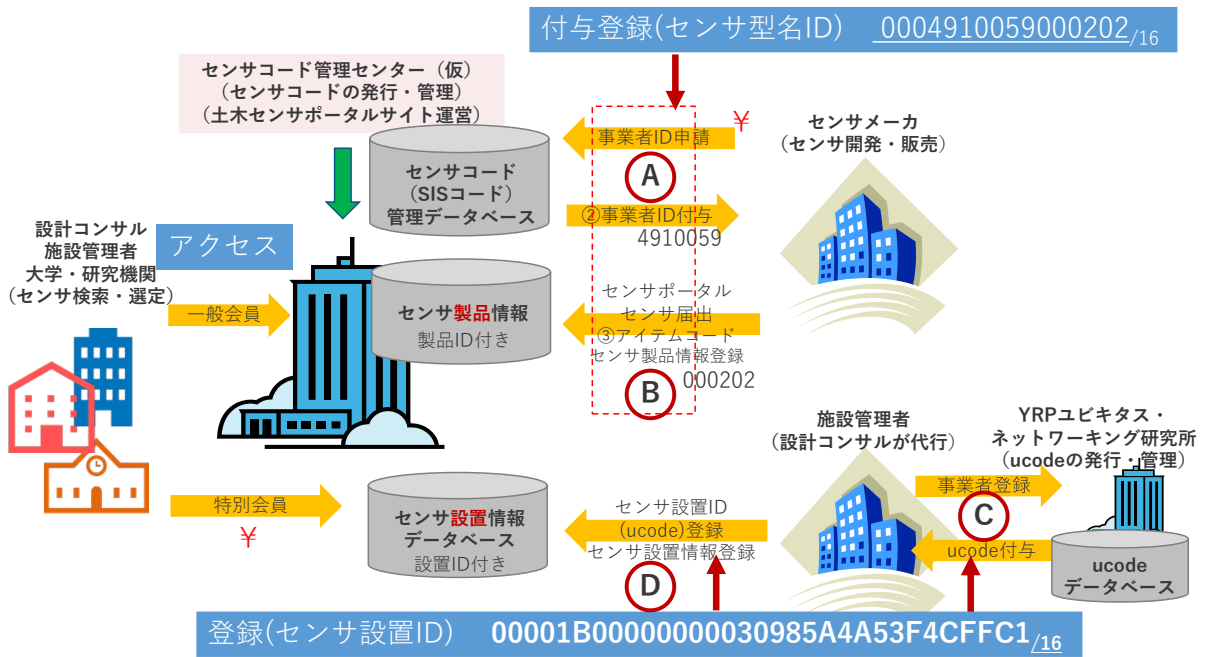 付与登録(センサ型名ID) 0004910059000202/16
センサコード管理センター（仮）
（センサコードの発行・管理）
（土木センサポータルサイト運営）
センサコード
（SISコード）
管理データベース
事業者ID申請
￥
A
②事業者ID付与
4910059
センサメーカ
（センサ開発・販売）
設計コンサル
施設管理者
大学・研究機関
（センサ検索・選定）
アクセス
一般会員
センサ製品情報
製品ID付き
センサポータル
センサ届出
③アイテムコード
センサ製品情報登録
000202
B
施設管理者
（設計コンサルが代行）
YRPユビキタス・
ネットワーキング研究所
（ucodeの発行・管理）
特別会員
￥
センサ設置情報
データベース
設置ID付き
センサ設置ID
(ucode)登録
センサ設置情報登録
D
事業者登録
C
ucode付与
ucode
データベース
登録(センサ設置ID) 00001B00000000030985A4A53F4CFFC1/16